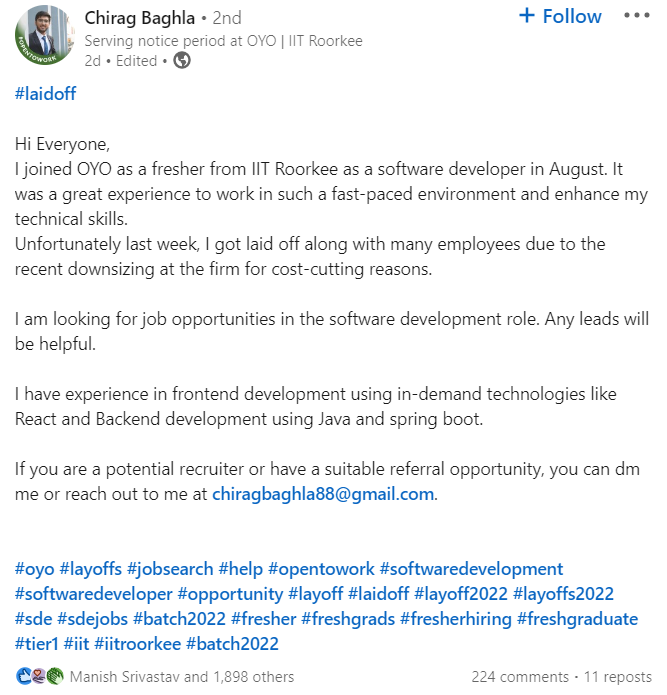 Chirag Baghla • 2nd
+ Follow •••
Serving notice period at OYO | IIT Roorkee
2d • Edited •
#OPENTOWORK
#laidoff
Hi Everyone,
I joined OYO as a fresher from IIT Roorkee as a software developer in August. It
was a great experience to work in such a fast-paced environment and enhance my
technical skills.
Unfortunately last week, I got laid off along with many employees due to the
recent downsizing at the firm for cost-cutting reasons.
I am looking for job opportunities in the software development role. Any leads will
be helpful.
I have experience in frontend development using in-demand technologies like
React and Backend development using Java and spring boot.
If you are a potential recruiter or have a suitable referral opportunity, you can dm
me or reach out to me at chiragbaghla88@gmail.com.
#oyo #layoffs #jobsearch #help #opentowork #softwaredevelopment
#softwaredeveloper #opportunity #layoff #laidoff #layoff2022 #layoffs2022
#sde #sdejobs #batch2022 #fresher #freshgrads #fresherhiring #freshgraduate
#tier1 #iit #iitroorkee #batch2022
Manish Srivastav and 1,898 others
224 comments • 11 reposts